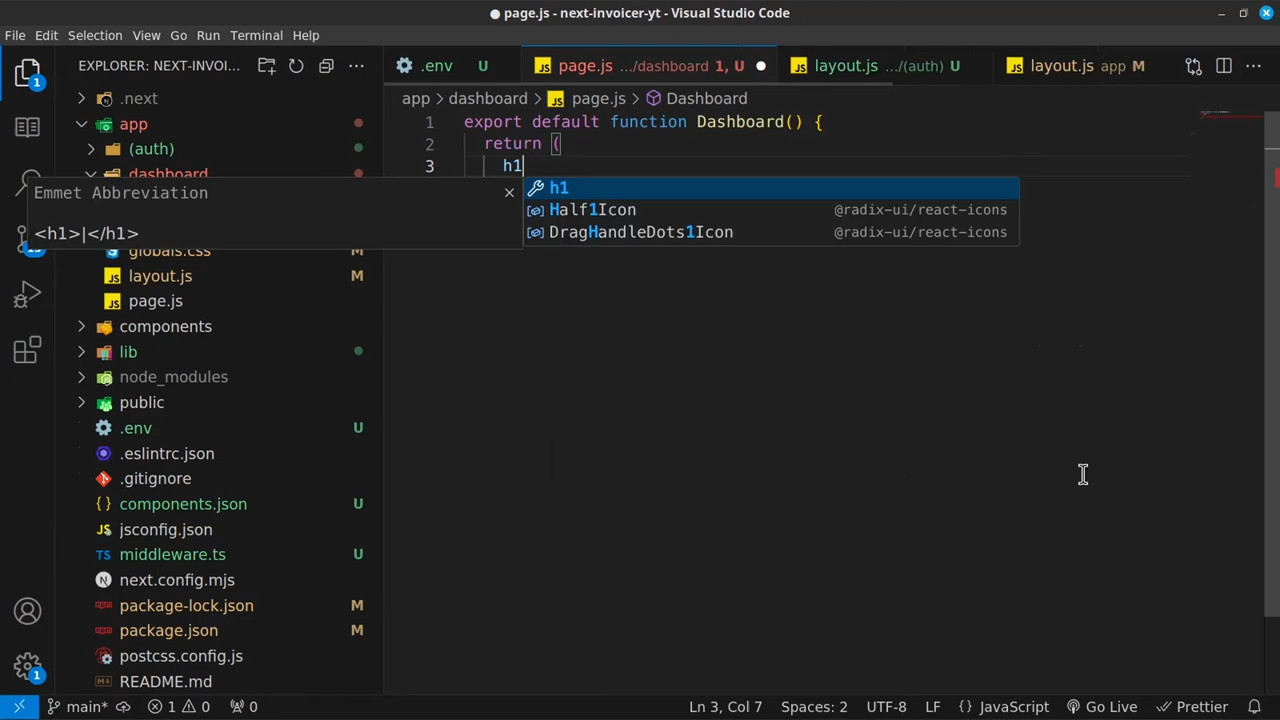 page.js - next-invoicer-yt - Visual Studio Code
File Edit Selection View Go Run Terminal Help
EXPLORER: NEXT-INVOI...
.env U
page.js .../dashboard 1, U
layout.js .../(auth) U
layout.js app M
app > dashboard > page.js > Dashboard
1 export default function Dashboard() {
2 return (
3 h1
h1
Half1Icon @radix-ui/react-icons
DragHandleDots1Icon @radix-ui/react-icons
Emmet Abbreviation
<h1>|</h1>
1
.next
app
(auth)
dashboard
globals.css M
layout.js M
page.js
components
lib
node_modules
public
.env U
.eslintrc.json
.gitignore
components.json U
jsconfig.json
middleware.ts U
next.config.mjs
package-lock.json M
package.json M
postcss.config.js
README.md
1
main* 1 0 0 Ln 3, Col 7 Spaces: 2 UTF-8 LF {} JavaScript Go Live Prettier